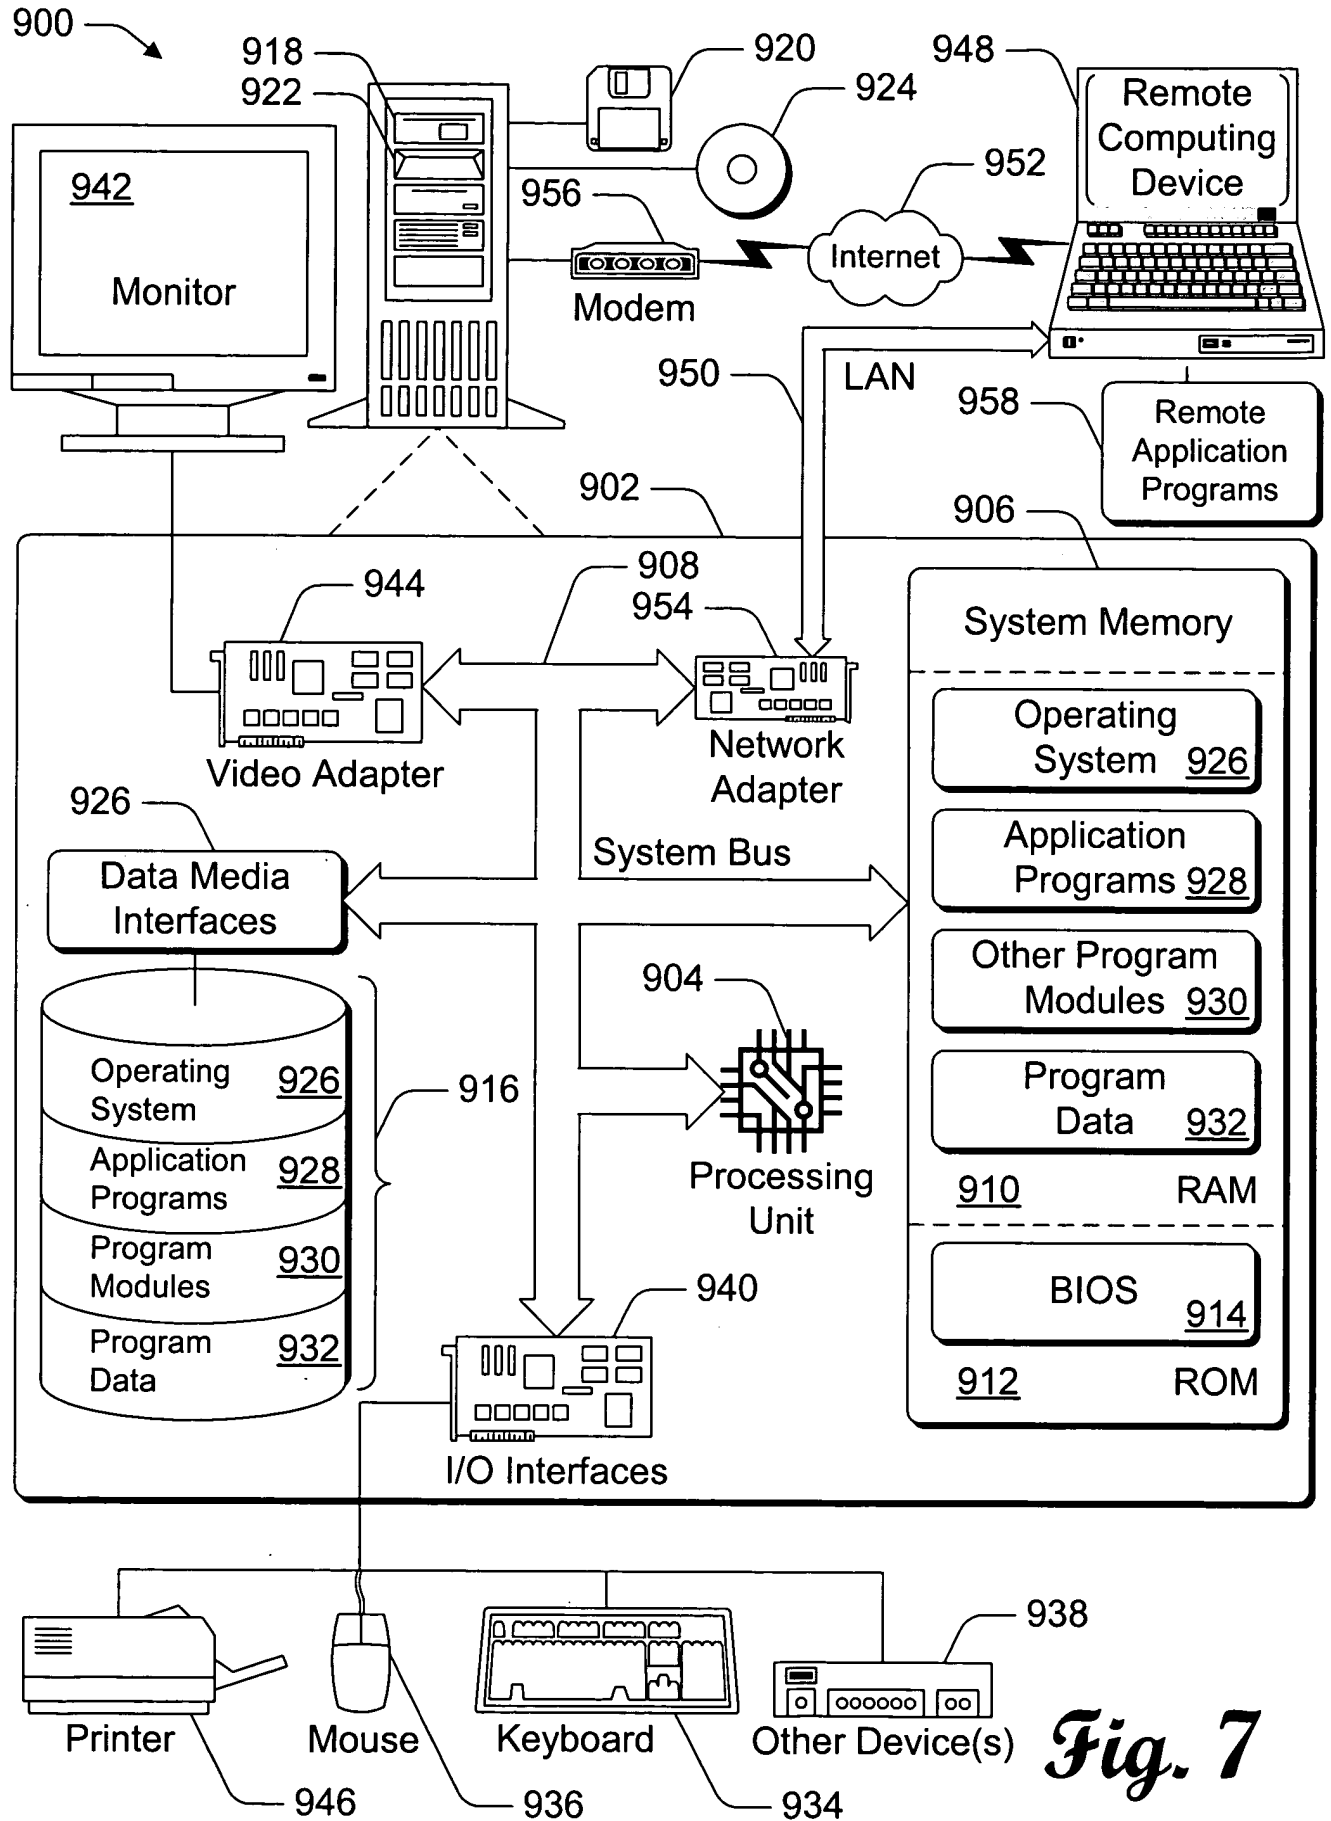 900
918
922
920
924
948
Remote
Computing
Device
942
Monitor
956
Modem
952
Internet
950
LAN
958
Remote
Application
Programs
902
906
908
944
954
Video Adapter
Network
Adapter
System Memory
Operating
System 926
Application
Programs 928
Other Program
Modules 930
Program
Data 932
910 RAM
BIOS
914
912 ROM
926
Data Media
Interfaces
System Bus
904
Processing
Unit
Operating
System 926
Application
Programs 928
Program
Modules 930
Program
Data 932
916
940
I/O Interfaces
938
Printer
Mouse
Keyboard
Other Device(s)
946
936
934
Fig. 7